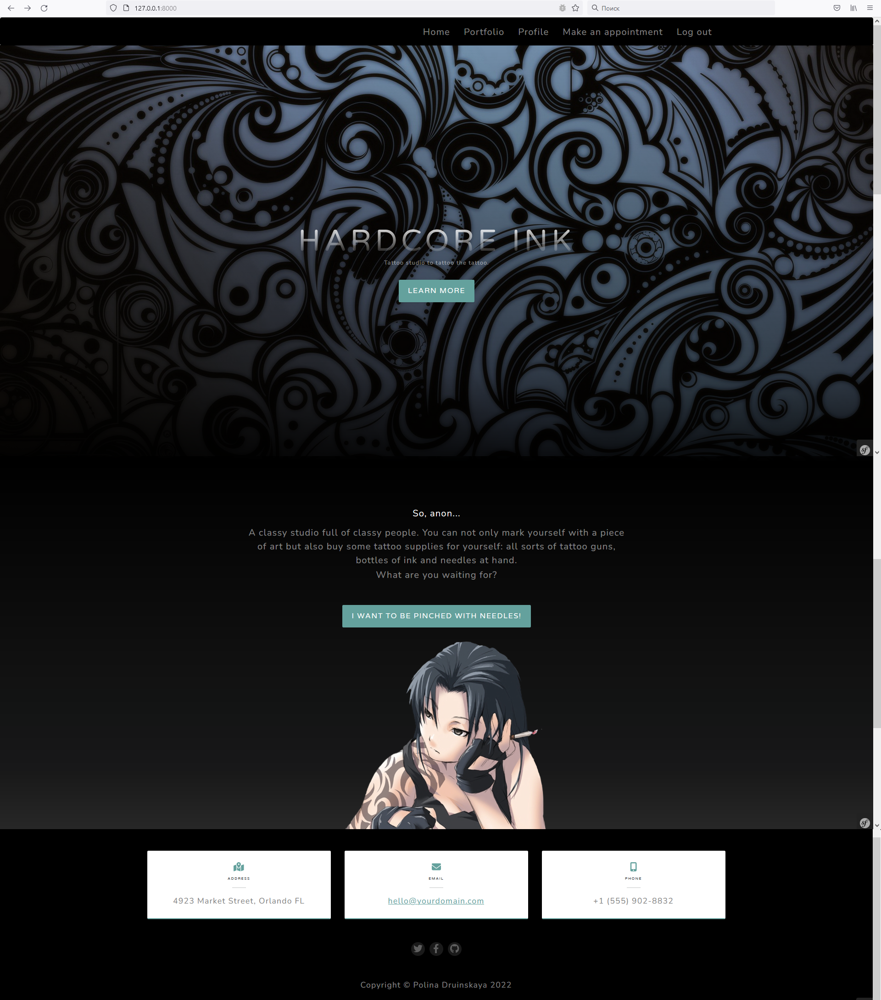 127.0.0.1:8000
Поиск
Home Portfolio Profile Make an appointment Log out
HARDCORE INK
Tattoo studio to tattoo the tattoo.
LEARN MORE
sf
So, anon...
A classy studio full of classy people. You can not only mark yourself with a piece
of art but also buy some tattoo supplies for yourself: all sorts of tattoo guns,
bottles of ink and needles at hand.
What are you waiting for?
I WANT TO BE PINCHED WITH NEEDLES!
sf
ADDRESS
4923 Market Street, Orlando FL
EMAIL
hello@yourdomain.com
PHONE
+1 (555) 902-8832
Copyright © Polina Druinskaya 2022